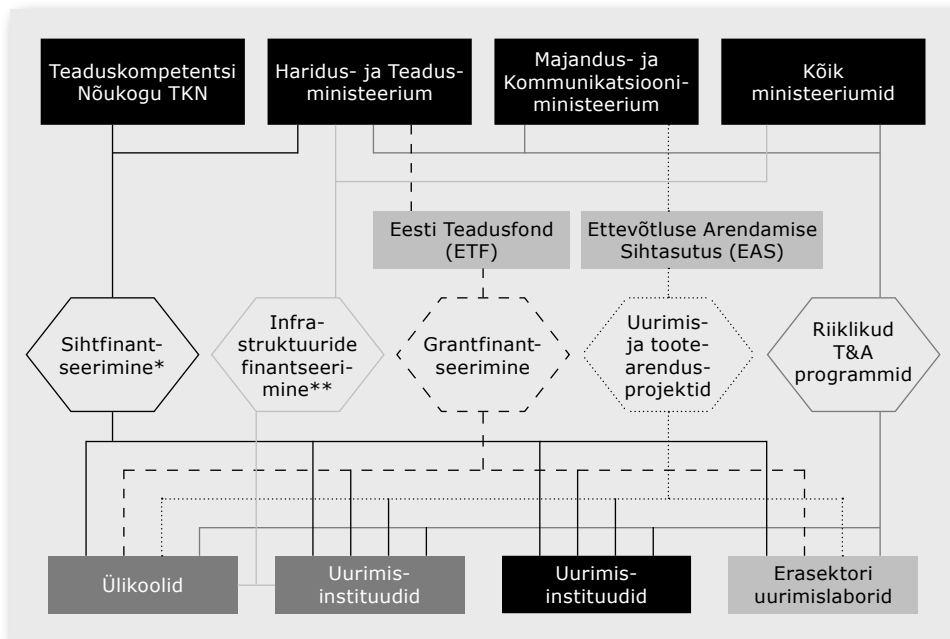 Teaduskompetentsi
Nõukogu TKN
Haridus- ja Teadus-
ministeerium
Majandus- ja
Kommunikatsiooni-
ministeerium
Kõik
ministeeriumid
Eesti Teadusfond
(ETF)
Ettevõtluse Arendamise
Sihtasutus (EAS)
Sihtfinant-
seerimine*
Infra-
struktuuride
finantseeri-
mine**
Grantfinant-
seerimine
Uurimis-
ja toote-
arendus-
projektid
Riiklikud
T&A
programmid
Ülikoolid
Uurimis-
instituudid
Uurimis-
instituudid
Erasektori
uurimislaborid